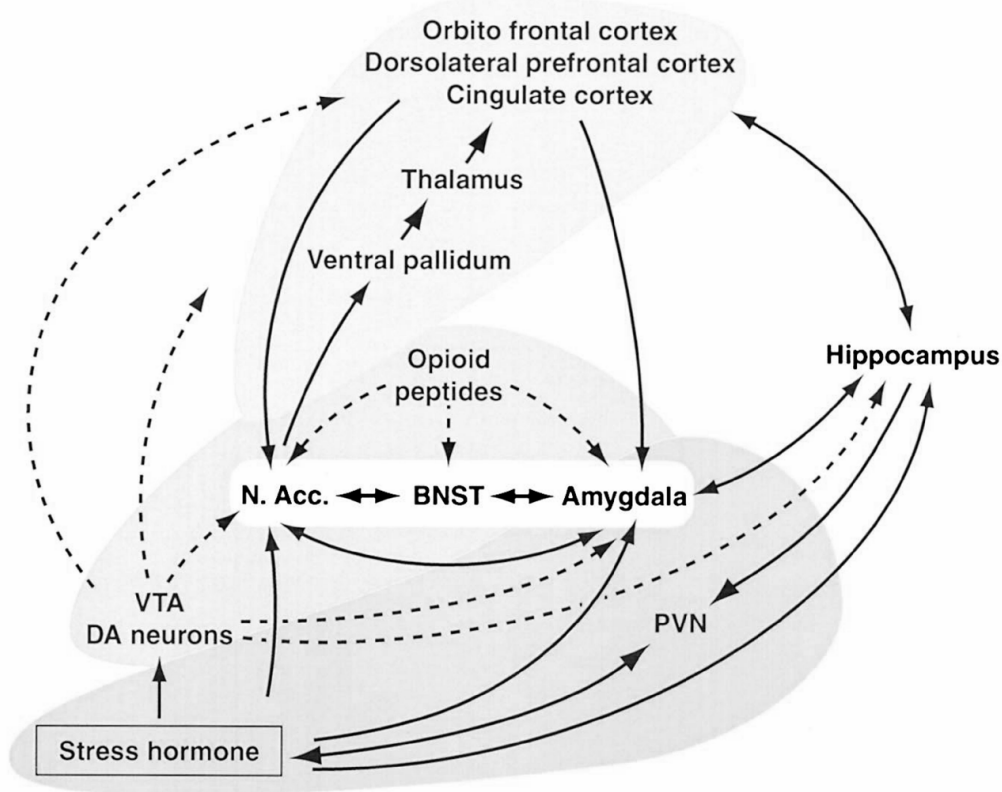 Orbito frontal cortex
Dorsolateral prefrontal cortex
Cingulate cortex
Thalamus
Ventral pallidum
Opioid
peptides
Hippocampus
N. Acc.
BNST
Amygdala
VTA
DA neurons
PVN
Stress hormone